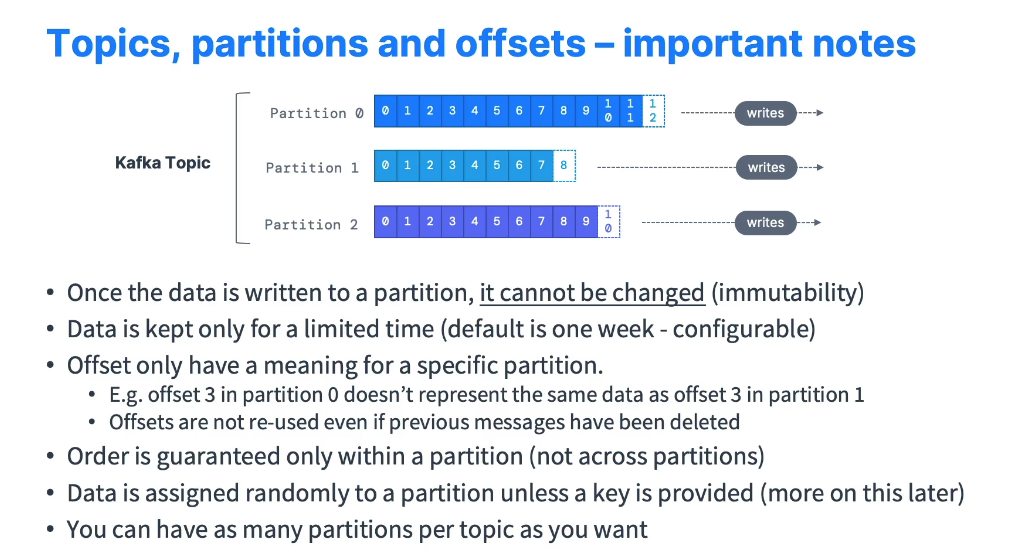 Topics, partitions and offsets – important notes
Partition 0 0 1 2 3 4 5 6 7 8 9 10 11 12 writes
Kafka Topic
Partition 1 0 1 2 3 4 5 6 7 8 writes
Partition 2 0 1 2 3 4 5 6 7 8 9 10 writes
• Once the data is written to a partition, it cannot be changed (immutability)
• Data is kept only for a limited time (default is one week - configurable)
• Offset only have a meaning for a specific partition.
• E.g. offset 3 in partition 0 doesn't represent the same data as offset 3 in partition 1
• Offsets are not re-used even if previous messages have been deleted
• Order is guaranteed only within a partition (not across partitions)
• Data is assigned randomly to a partition unless a key is provided (more on this later)
• You can have as many partitions per topic as you want